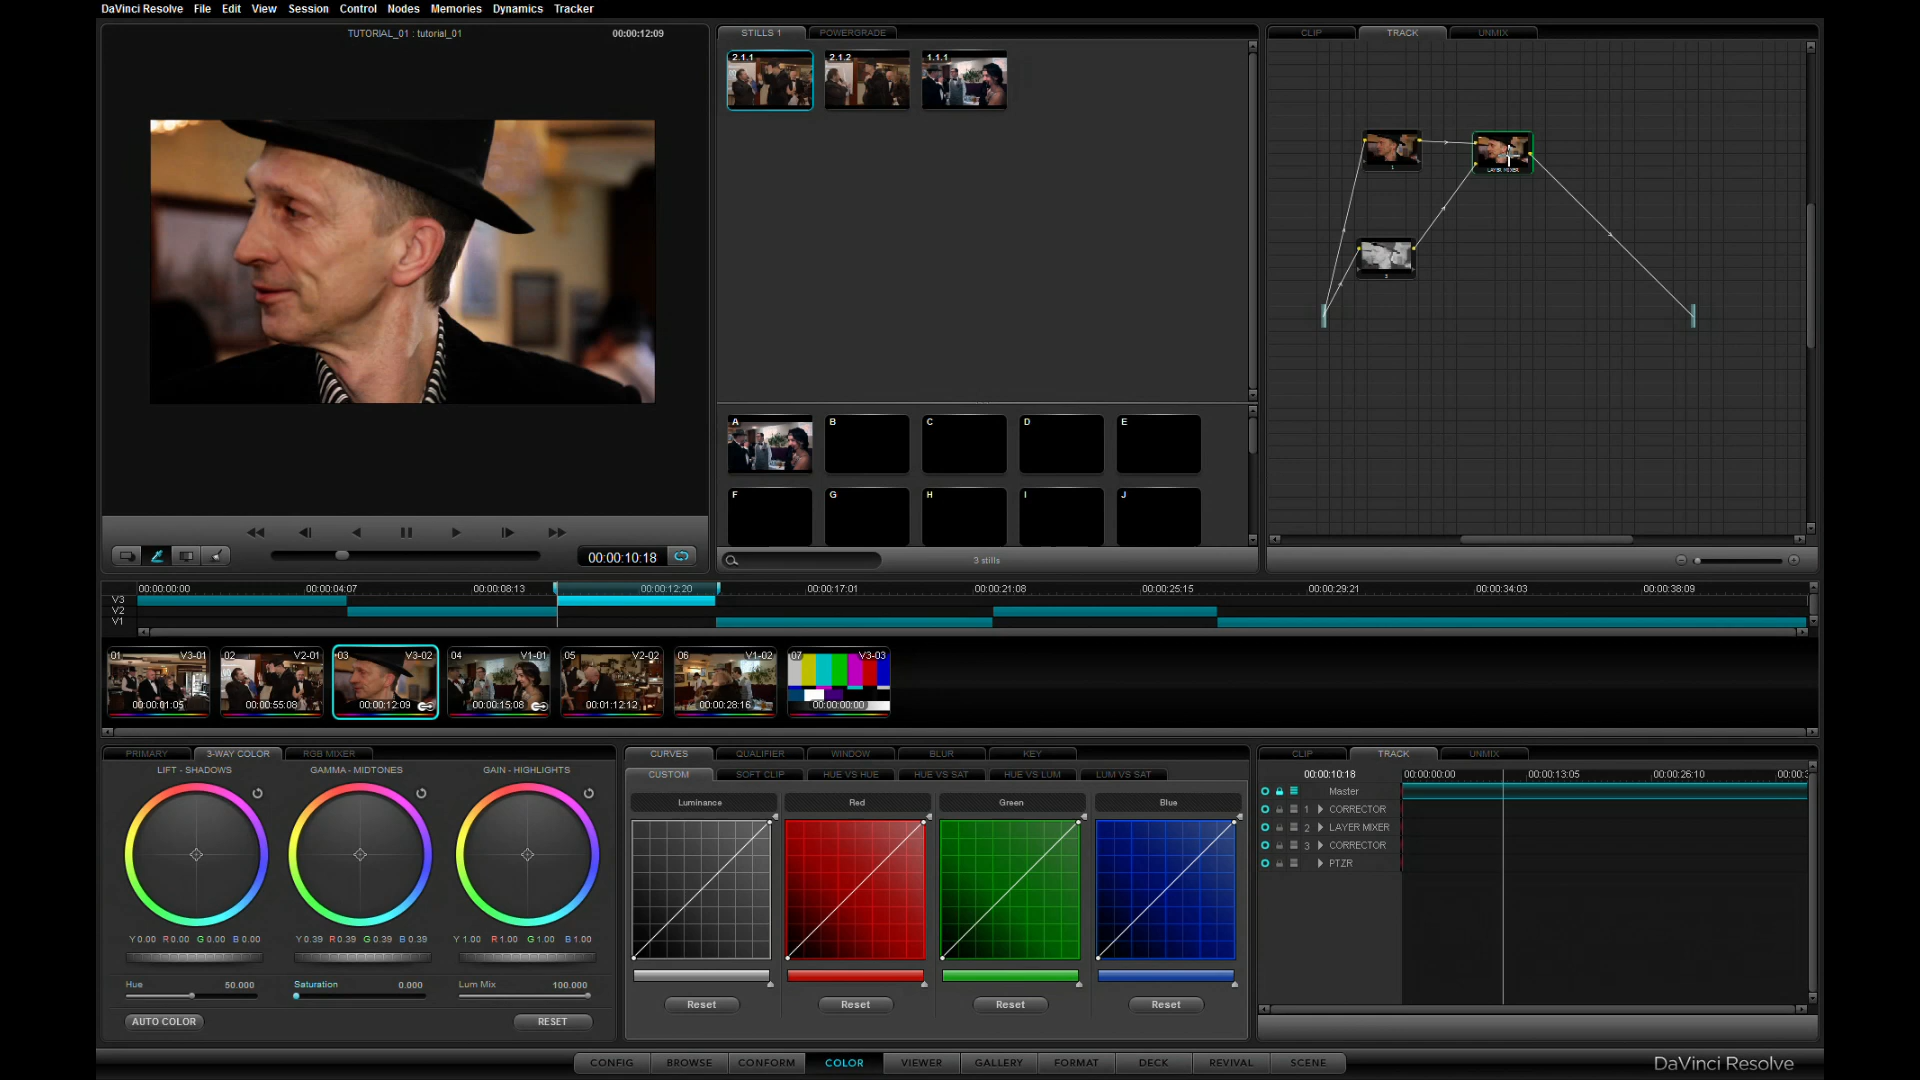 DaVinci Resolve File Edit View Session Control Nodes Memories Dynamics Tracker
TUTORIAL_01 : tutorial_01 00:00:12:09
STILLS 1 POWERGRADE
CLIP TRACK UNMIX
2.1.1 2.1.2 1.1.1
1
LAYER MIXER
3
A B C D E
F G H I J
00:00:10:18
3 stills
00:00:00:00 00:00:04:07 00:00:08:13 00:00:12:20 00:00:17:01 00:00:21:08 00:00:25:15 00:00:29:21 00:00:34:03 00:00:38:09
V3
V2
V1
01 V3-01 02 V2-01 03 V3-02 04 V1-01 05 V2-02 06 V1-02 07 V3-03
00:00:01:05 00:00:55:08 00:00:12:09 00:00:15:08 00:01:12:12 00:00:28:16 00:00:00:00
PRIMARY 3-WAY COLOR RGB MIXER
LIFT - SHADOWS GAMMA - MIDTONES GAIN - HIGHLIGHTS
Y 0.00 R 0.00 G 0.00 B 0.00 Y 0.39 R 0.39 G 0.39 B 0.39 Y 1.00 R 1.00 G 1.00 B 1.00
Hue 50.000 Saturation 0.000 Lum Mix 100.000
AUTO COLOR RESET
CURVES QUALIFIER WINDOW BLUR KEY
CUSTOM SOFT CLIP HUE VS HUE HUE VS SAT HUE VS LUM LUM VS SAT
Luminance Red Green Blue
Reset Reset Reset Reset
CLIP TRACK UNMIX
00:00:10:18 00:00:00:00 00:00:13:05 00:00:26:10
Master
1 CORRECTOR
2 LAYER MIXER
3 CORRECTOR
PTZR
CONFIG BROWSE CONFORM COLOR VIEWER GALLERY FORMAT DECK REVIVAL SCENE
DaVinci Resolve